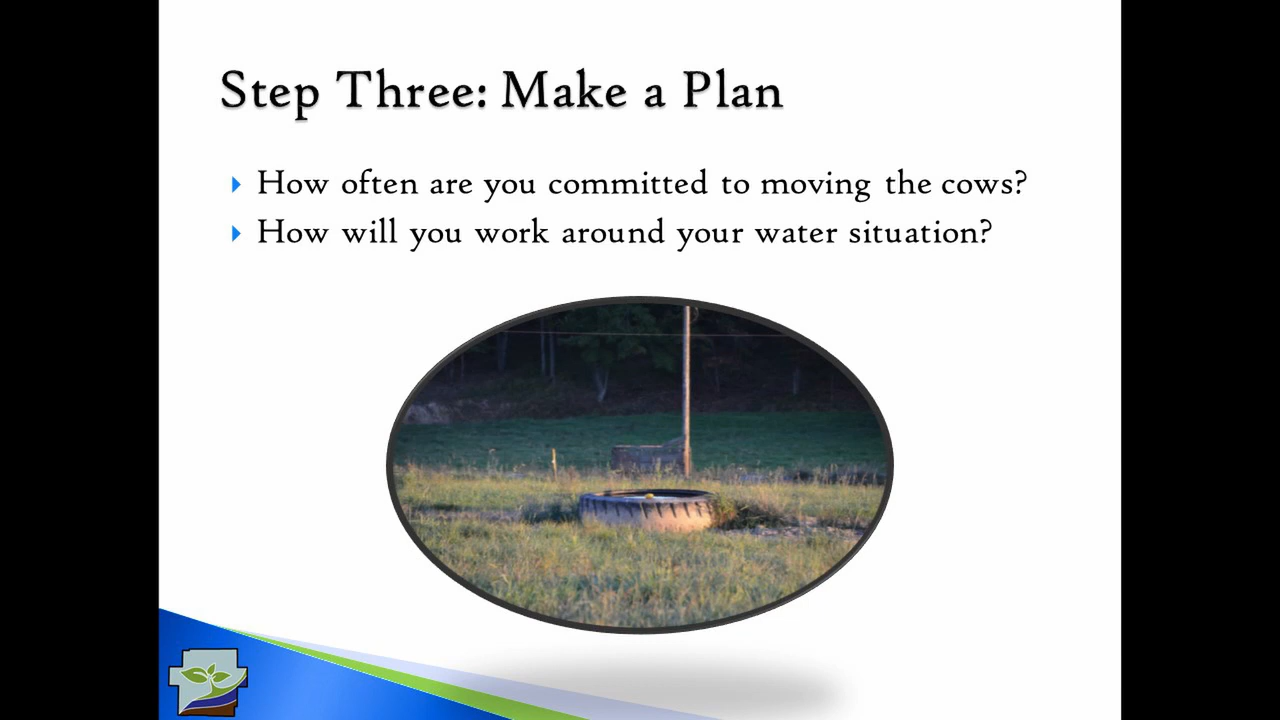 Step Three: Make a Plan
How often are you committed to moving the cows?
How will you work around your water situation?